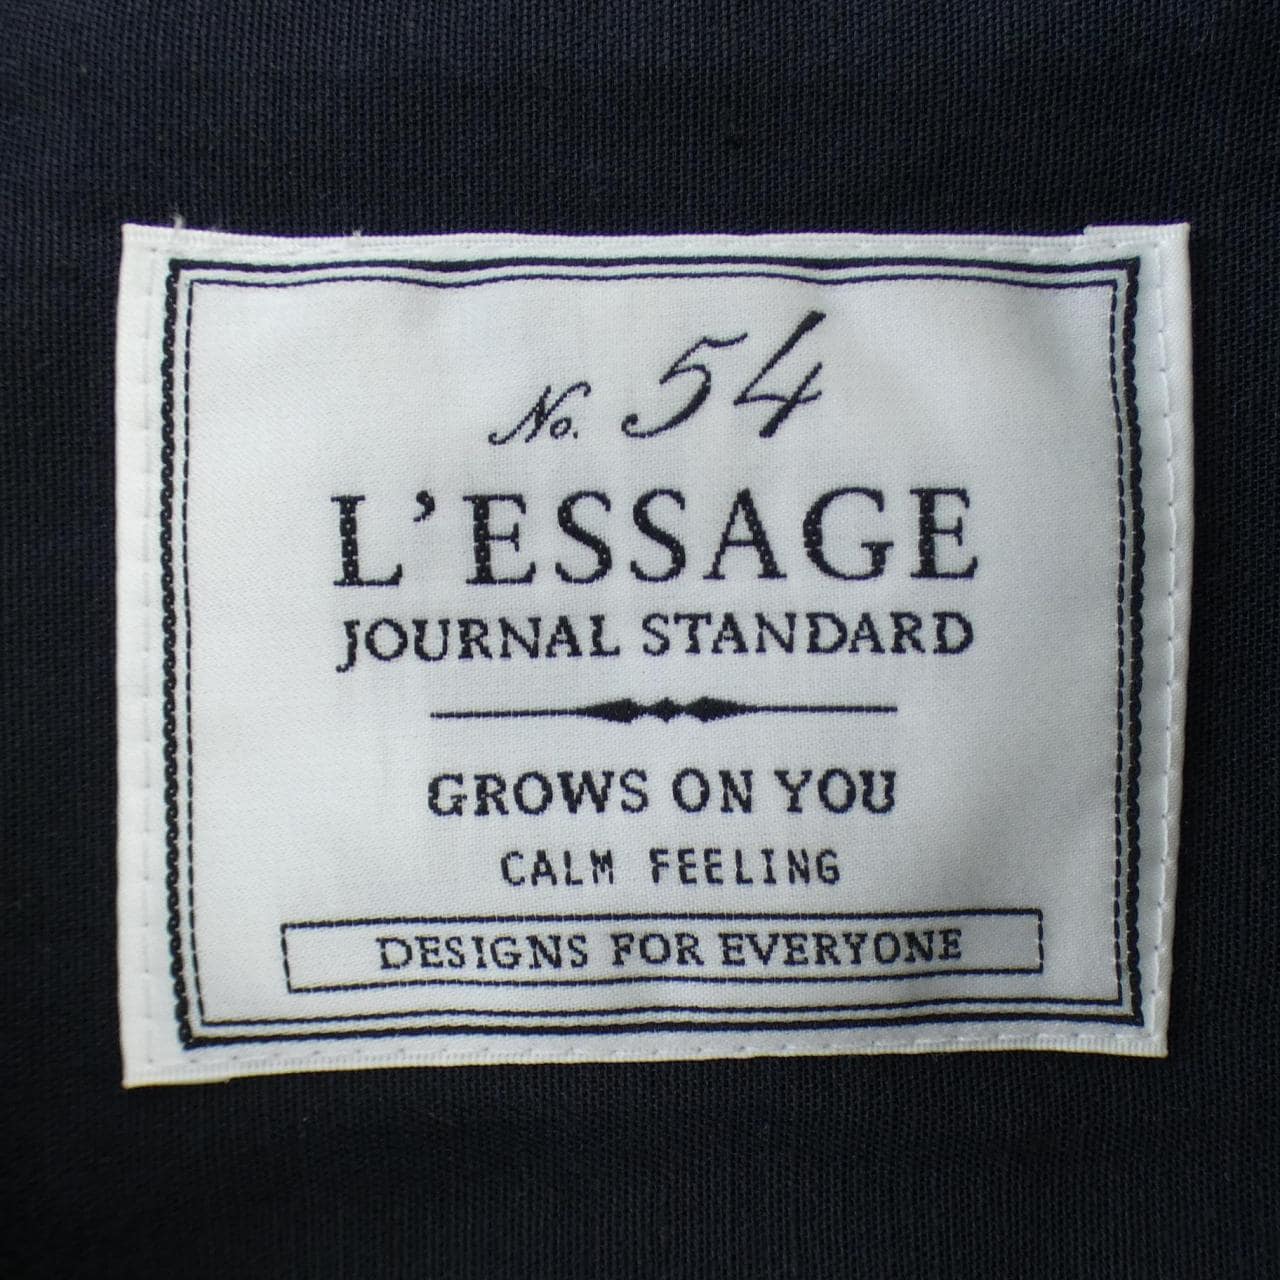 No. 54
L'ESSAGE
JOURNAL STANDARD
GROWS ON YOU
CALM FEELING
DESIGNS FOR EVERYONE